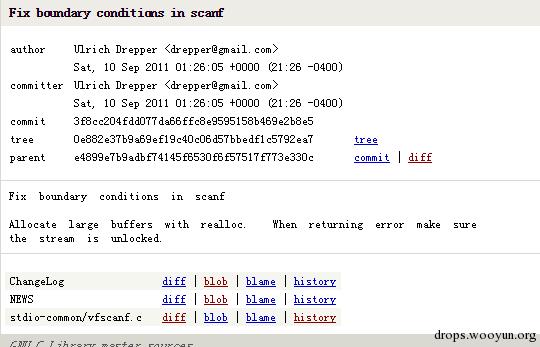 Fix boundary conditions in scanf
author Ulrich Drepper <drepper@gmail.com>
Sat, 10 Sep 2011 01:26:05 +0000 (21:26 -0400)
committer Ulrich Drepper <drepper@gmail.com>
Sat, 10 Sep 2011 01:26:05 +0000 (21:26 -0400)
commit 3f8cc204fdd077da66ffc8e9595158b469e2b8e5
tree 0e882e37b9a69ef19c40c06d57bbedf1c5792ea7 tree
parent e4899e7b9adbf74145f6530f6f57517f773e330c commit | diff
Fix boundary conditions in scanf
Allocate large buffers with realloc. When returning error make sure
the stream is unlocked.
ChangeLog diff | blob | blame | history
NEWS diff | blob | blame | history
stdio-common/vfscanf.c diff | blob | blame | history
GNU C Library master sources
drops.wooyun.org